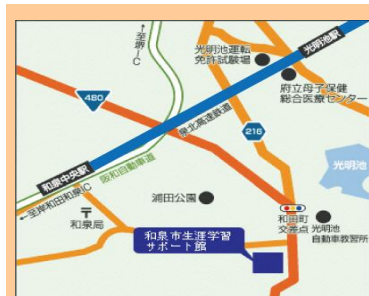 ←至堺IC
光明池運転
免許試験場
光明池駅
府立母子保健
総合医療センター
480
泉北高速鉄道
216
和泉中央駅
阪和自動車道
光明池
←至岸和田和泉IC
浦田公園
〒
和泉局
和田町
交差点
光明池
自動車教習所
和泉市生涯学習
サポート館